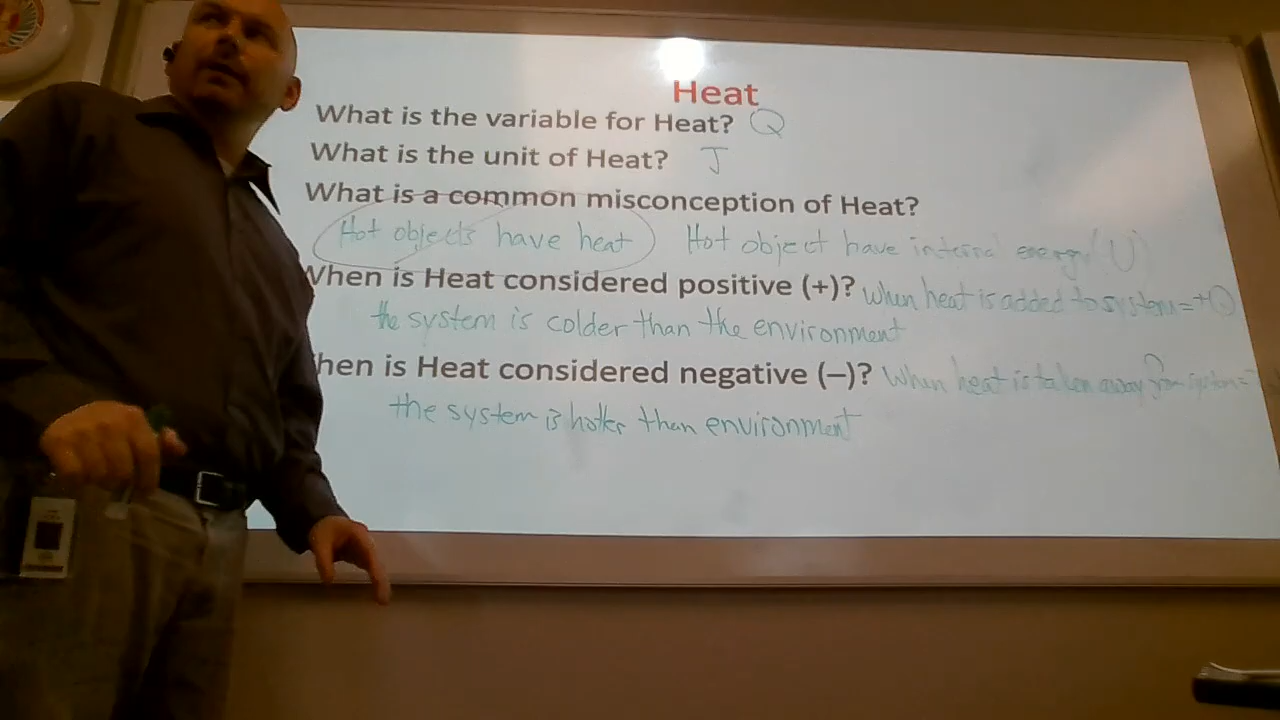 Heat
What is the variable for Heat? Q
What is the unit of Heat? J
What is a common misconception of Heat?
Hot objects have heat Hot object have internal energy (U)
When is Heat considered positive (+)? When heat is added to system = +Q
the system is colder than the environment
hen is Heat considered negative (–)? When heat is taken away from system = -
the system is hotter than environment